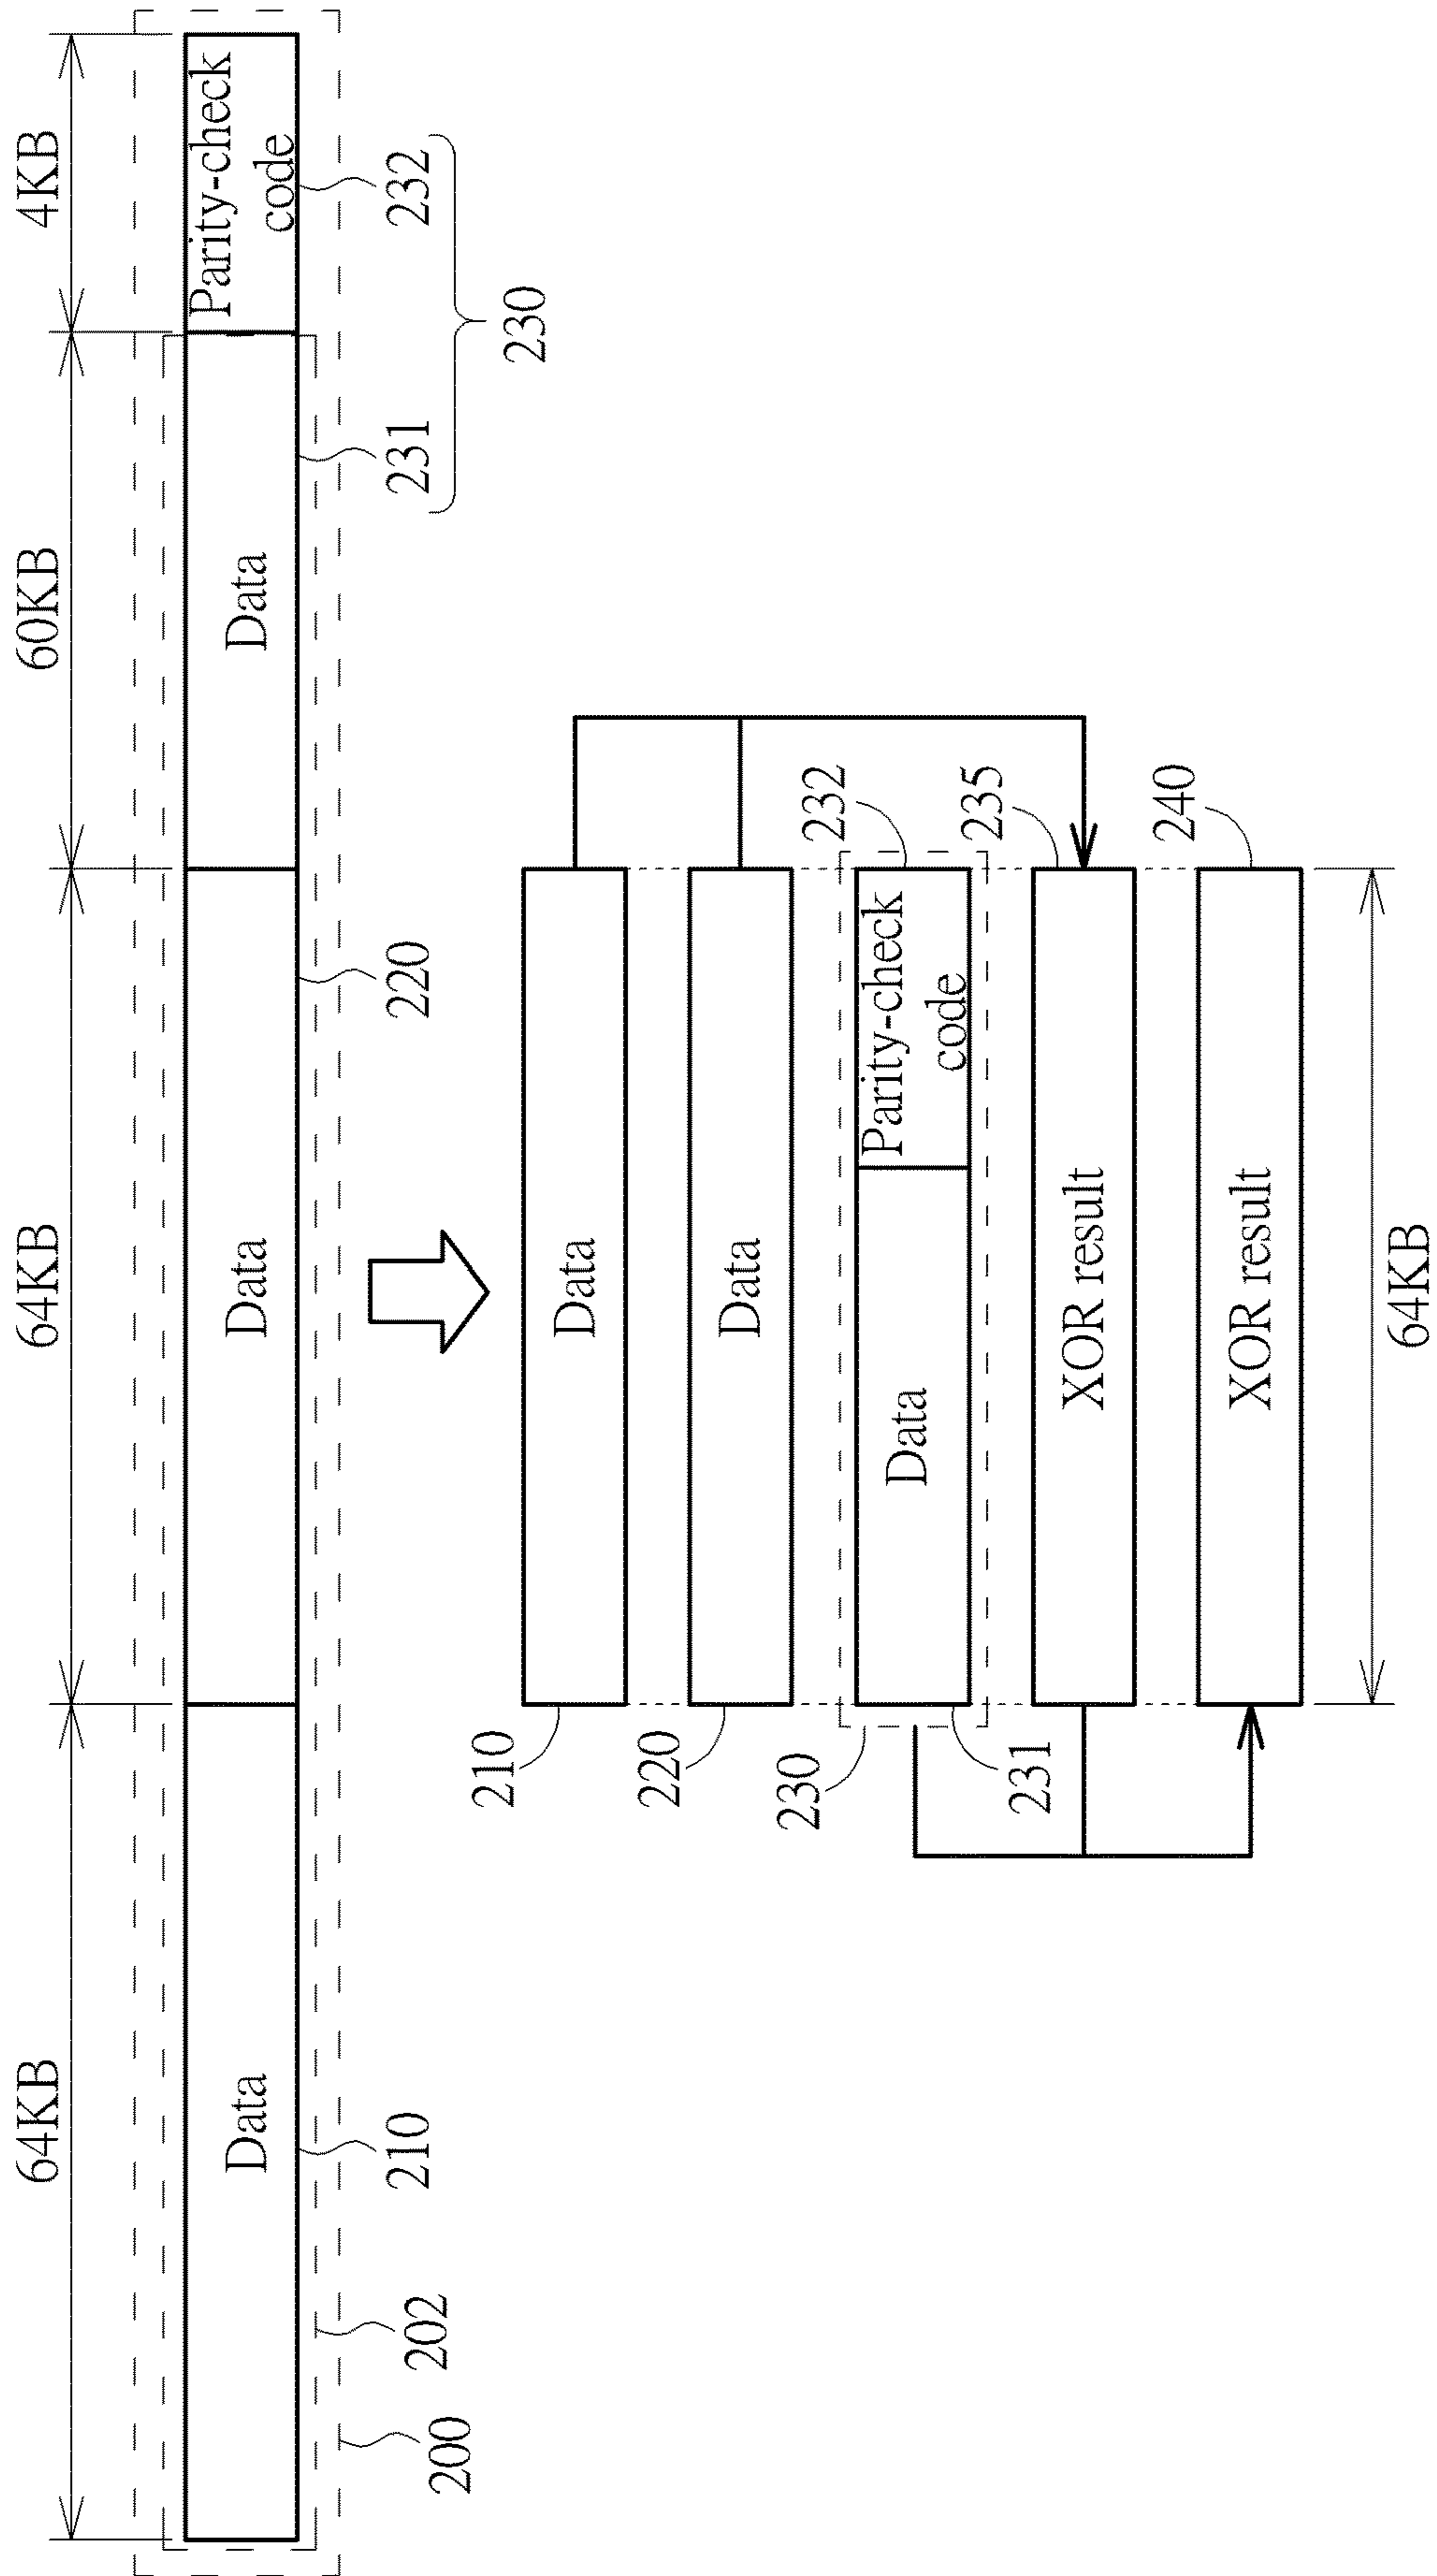 64KB
64KB
60KB
4KB
Data
Data
Data
Parity-check
code
200
202
210
220
231
232
230
210
Data
220
Data
230
Data
Parity-check
code
232
231
XOR result
235
XOR result
240
64KB